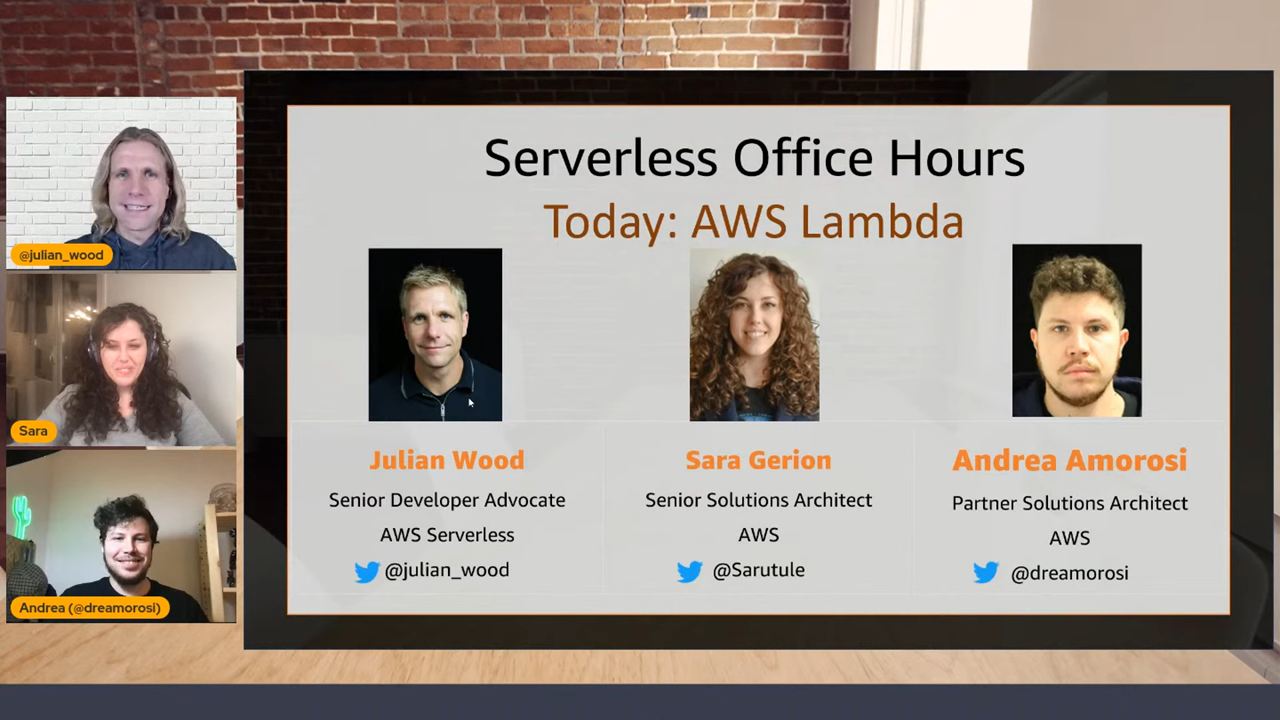 Serverless Office Hours
Today: AWS Lambda
@julian_wood
Sara
Andrea (@dreamorosi)
Julian Wood
Senior Developer Advocate
AWS Serverless
@julian_wood
Sara Gerion
Senior Solutions Architect
AWS
@Sarutule
Andrea Amorosi
Partner Solutions Architect
AWS
@dreamorosi